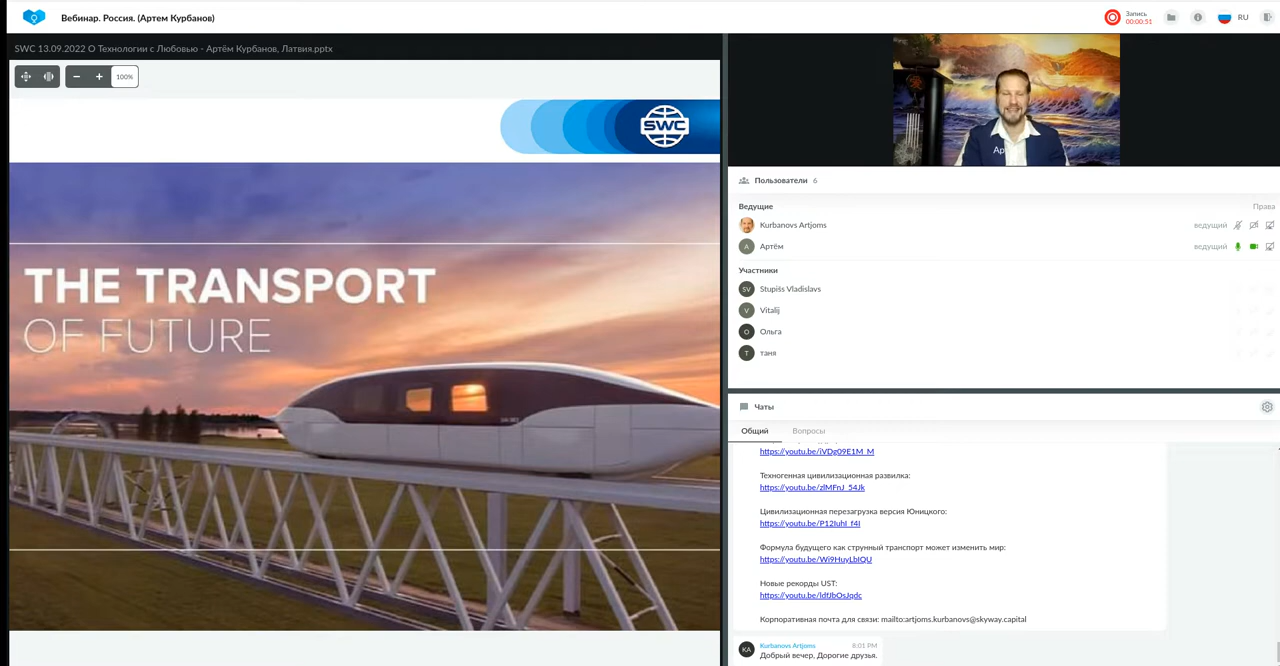 Вебинар. Россия. (Артем Курбанов)
Запись
00:00:51
RU
SWC 13.09.2022 О Технологии с Любовью - Артём Курбанов, Латвия.pptx
100%
SWC
THE TRANSPORT
OF FUTURE
Ар
Пользователи 6
Ведущие Права
Kurbanovs Artjoms ведущий
А Артём ведущий
Участники
SV Stupišs Vladislavs
V Vitalij
О Ольга
Т таня
Чаты
Общий Вопросы
https://youtu.be/iVDg09E1M_M
Техногенная цивилизационная развилка:
https://youtu.be/zlMFnJ_54Jk
Цивилизационная перезагрузка версия Юницкого:
https://youtu.be/P12Iuhl_f4I
Формула будущего как струнный транспорт может изменить мир:
https://youtu.be/Wi9HuyLbIQU
Новые рекорды UST:
https://youtu.be/ldfJbOsJqdc
Корпоративная почта для связи: mailto:artjoms.kurbanovs@skyway.capital
KA Kurbanovs Artjoms 8:01 PM
Добрый вечер, Дорогие друзья.